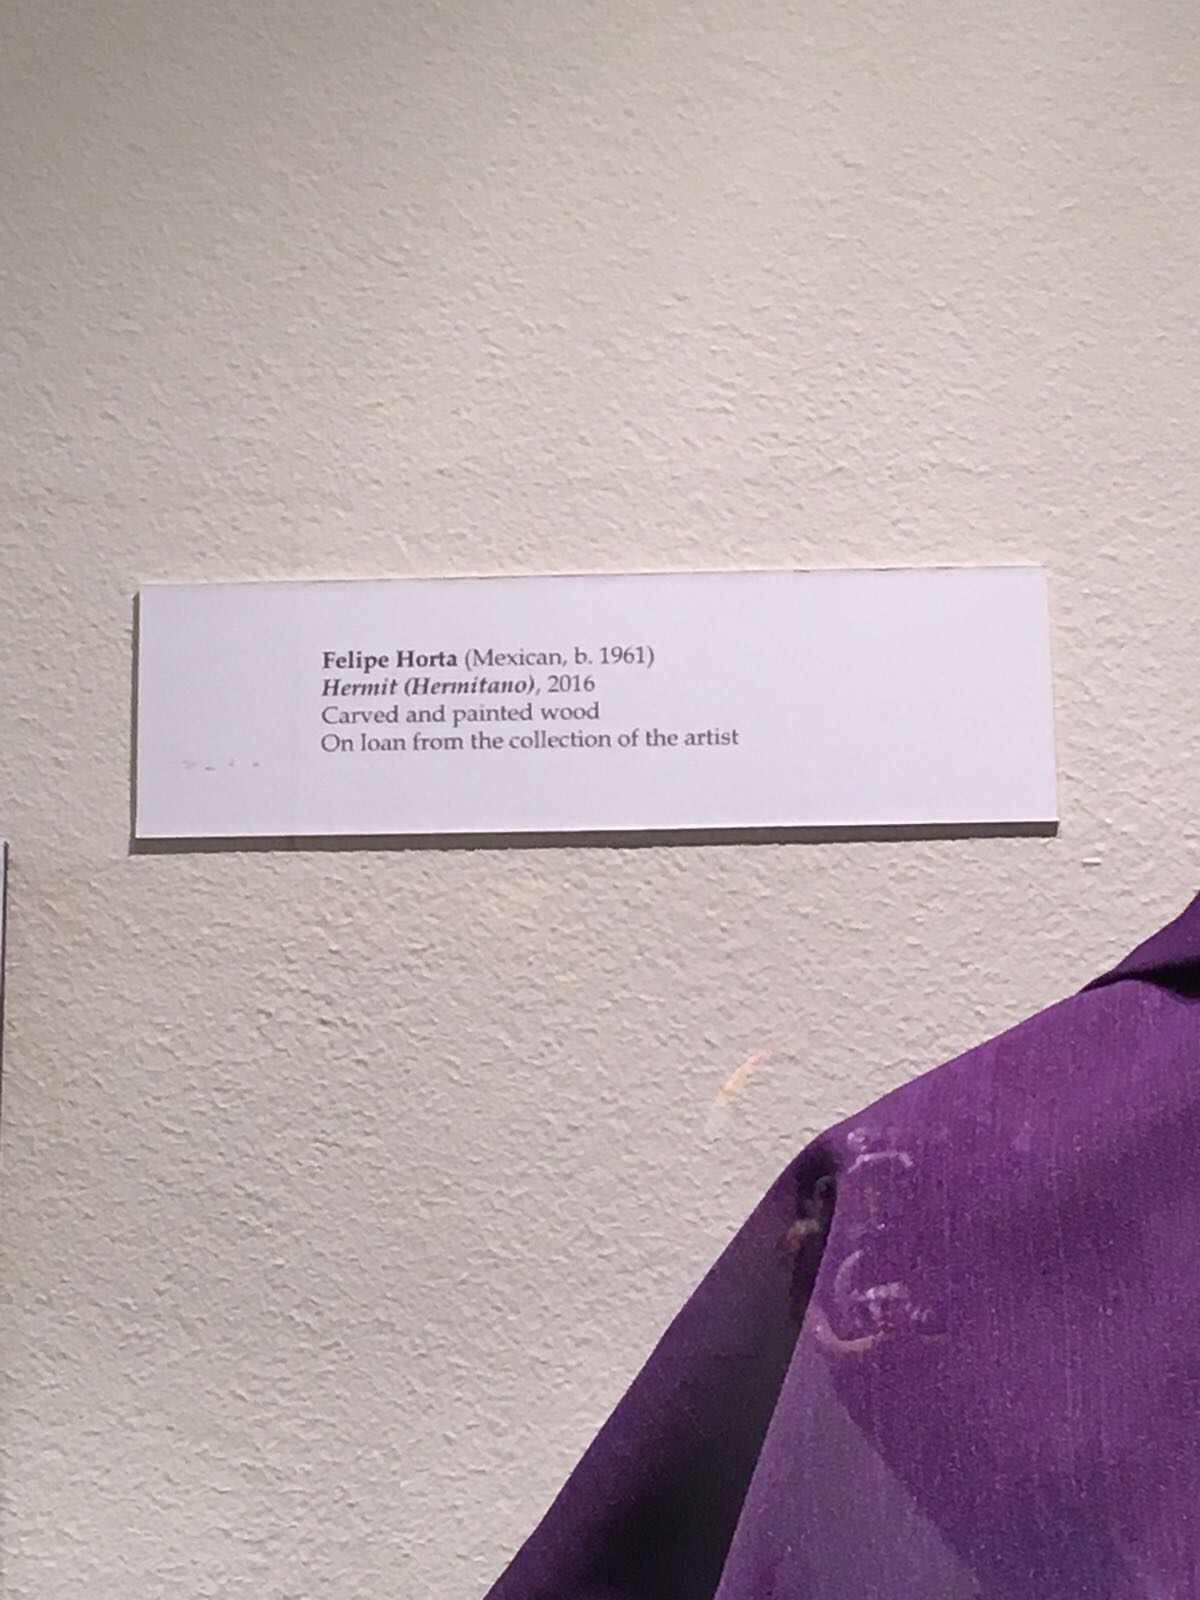 Felipe Horta (Mexican, b. 1961)
Hermit (Hermitano), 2016
Carved and painted wood
On loan from the collection of the artist